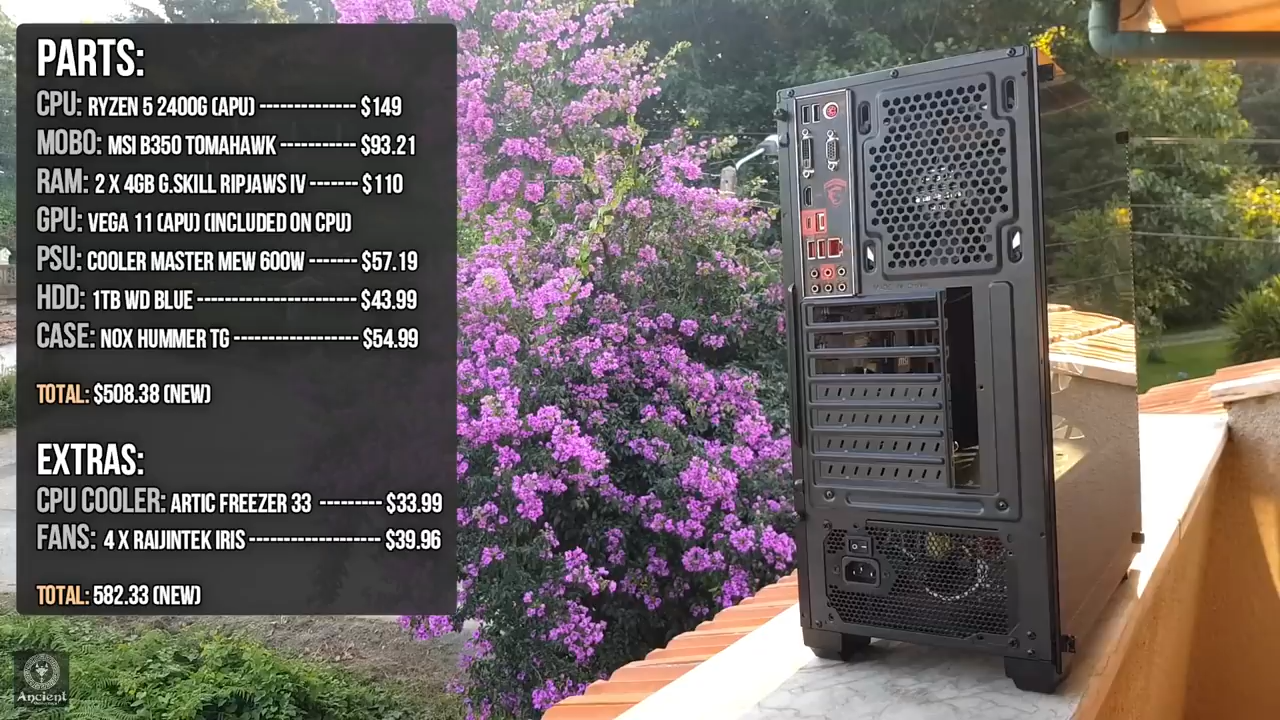 PARTS:
CPU: RYZEN 5 2400G (APU) -------------- $149
MOBO: MSI B350 TOMAHAWK ----------- $93.21
RAM: 2 X 4GB G.SKILL RIPJAWS IV ------- $110
GPU: VEGA 11 (APU) (INCLUDED ON CPU)
PSU: COOLER MASTER MEW 600W ------- $57.19
HDD: 1TB WD BLUE ----------------------- $43.99
CASE: NOX HUMMER TG ------------------ $54.99
TOTAL: $508.38 (NEW)
EXTRAS:
CPU COOLER: ARTIC FREEZER 33 --------- $33.99
FANS: 4 X RAIJINTEK IRIS ------------------- $39.96
TOTAL: 582.33 (NEW)
Ancient